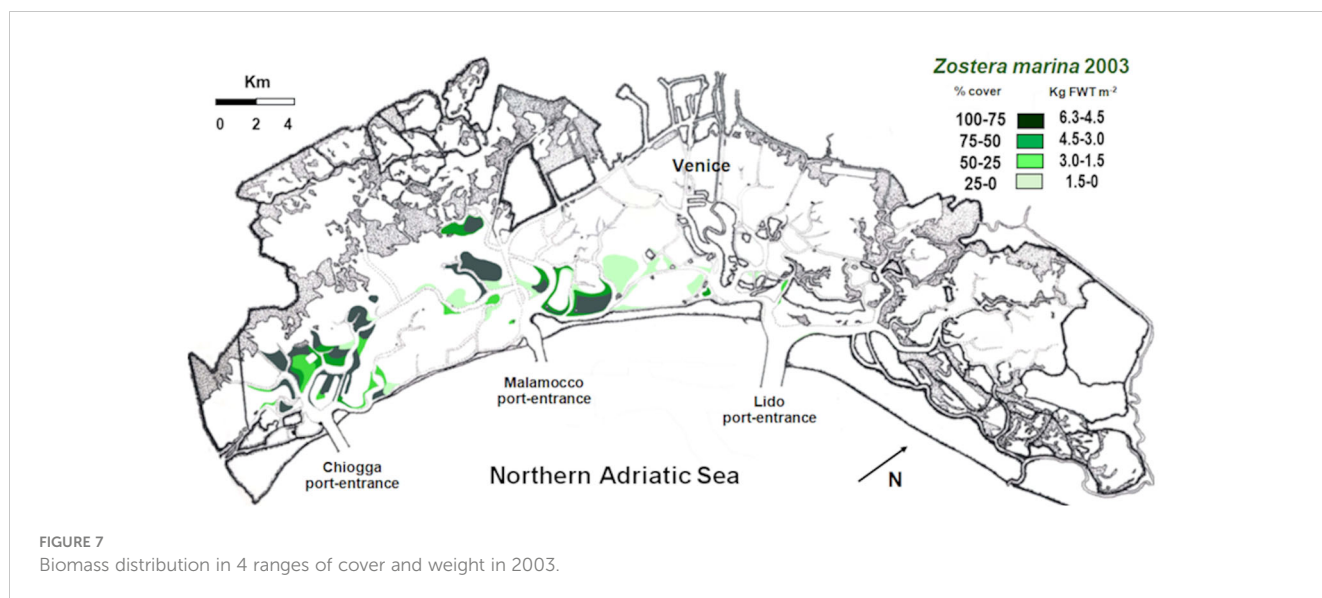 Km
0 2 4
Zostera marina 2003
% cover Kg FWT m⁻²
100-75 6.3-4.5
75-50 4.5-3.0
50-25 3.0-1.5
25-0 1.5-0
Venice
Malamocco
port-entrance
Lido
port-entrance
Chiogga
port-entrance
Northern Adriatic Sea
N
FIGURE 7
Biomass distribution in 4 ranges of cover and weight in 2003.